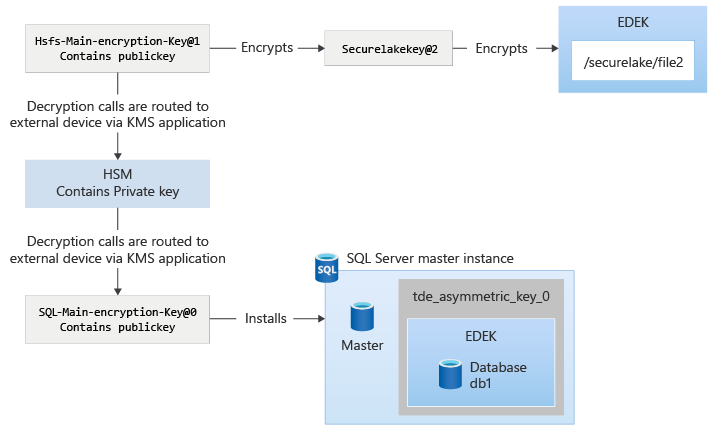 Hsfs-Main-encryption-Key@1
Contains publickey
Encrypts
Securelakekey@2
Encrypts
EDEK
/securelake/file2
Decryption calls are routed to
external device via KMS application
HSM
Contains Private key
Decryption calls are routed to
external device via KMS application
SQL-Main-encryption-Key@0
Contains publickey
Installs
SQL
SQL Server master instance
Master
tde_asymmetric_key_0
EDEK
Database
db1